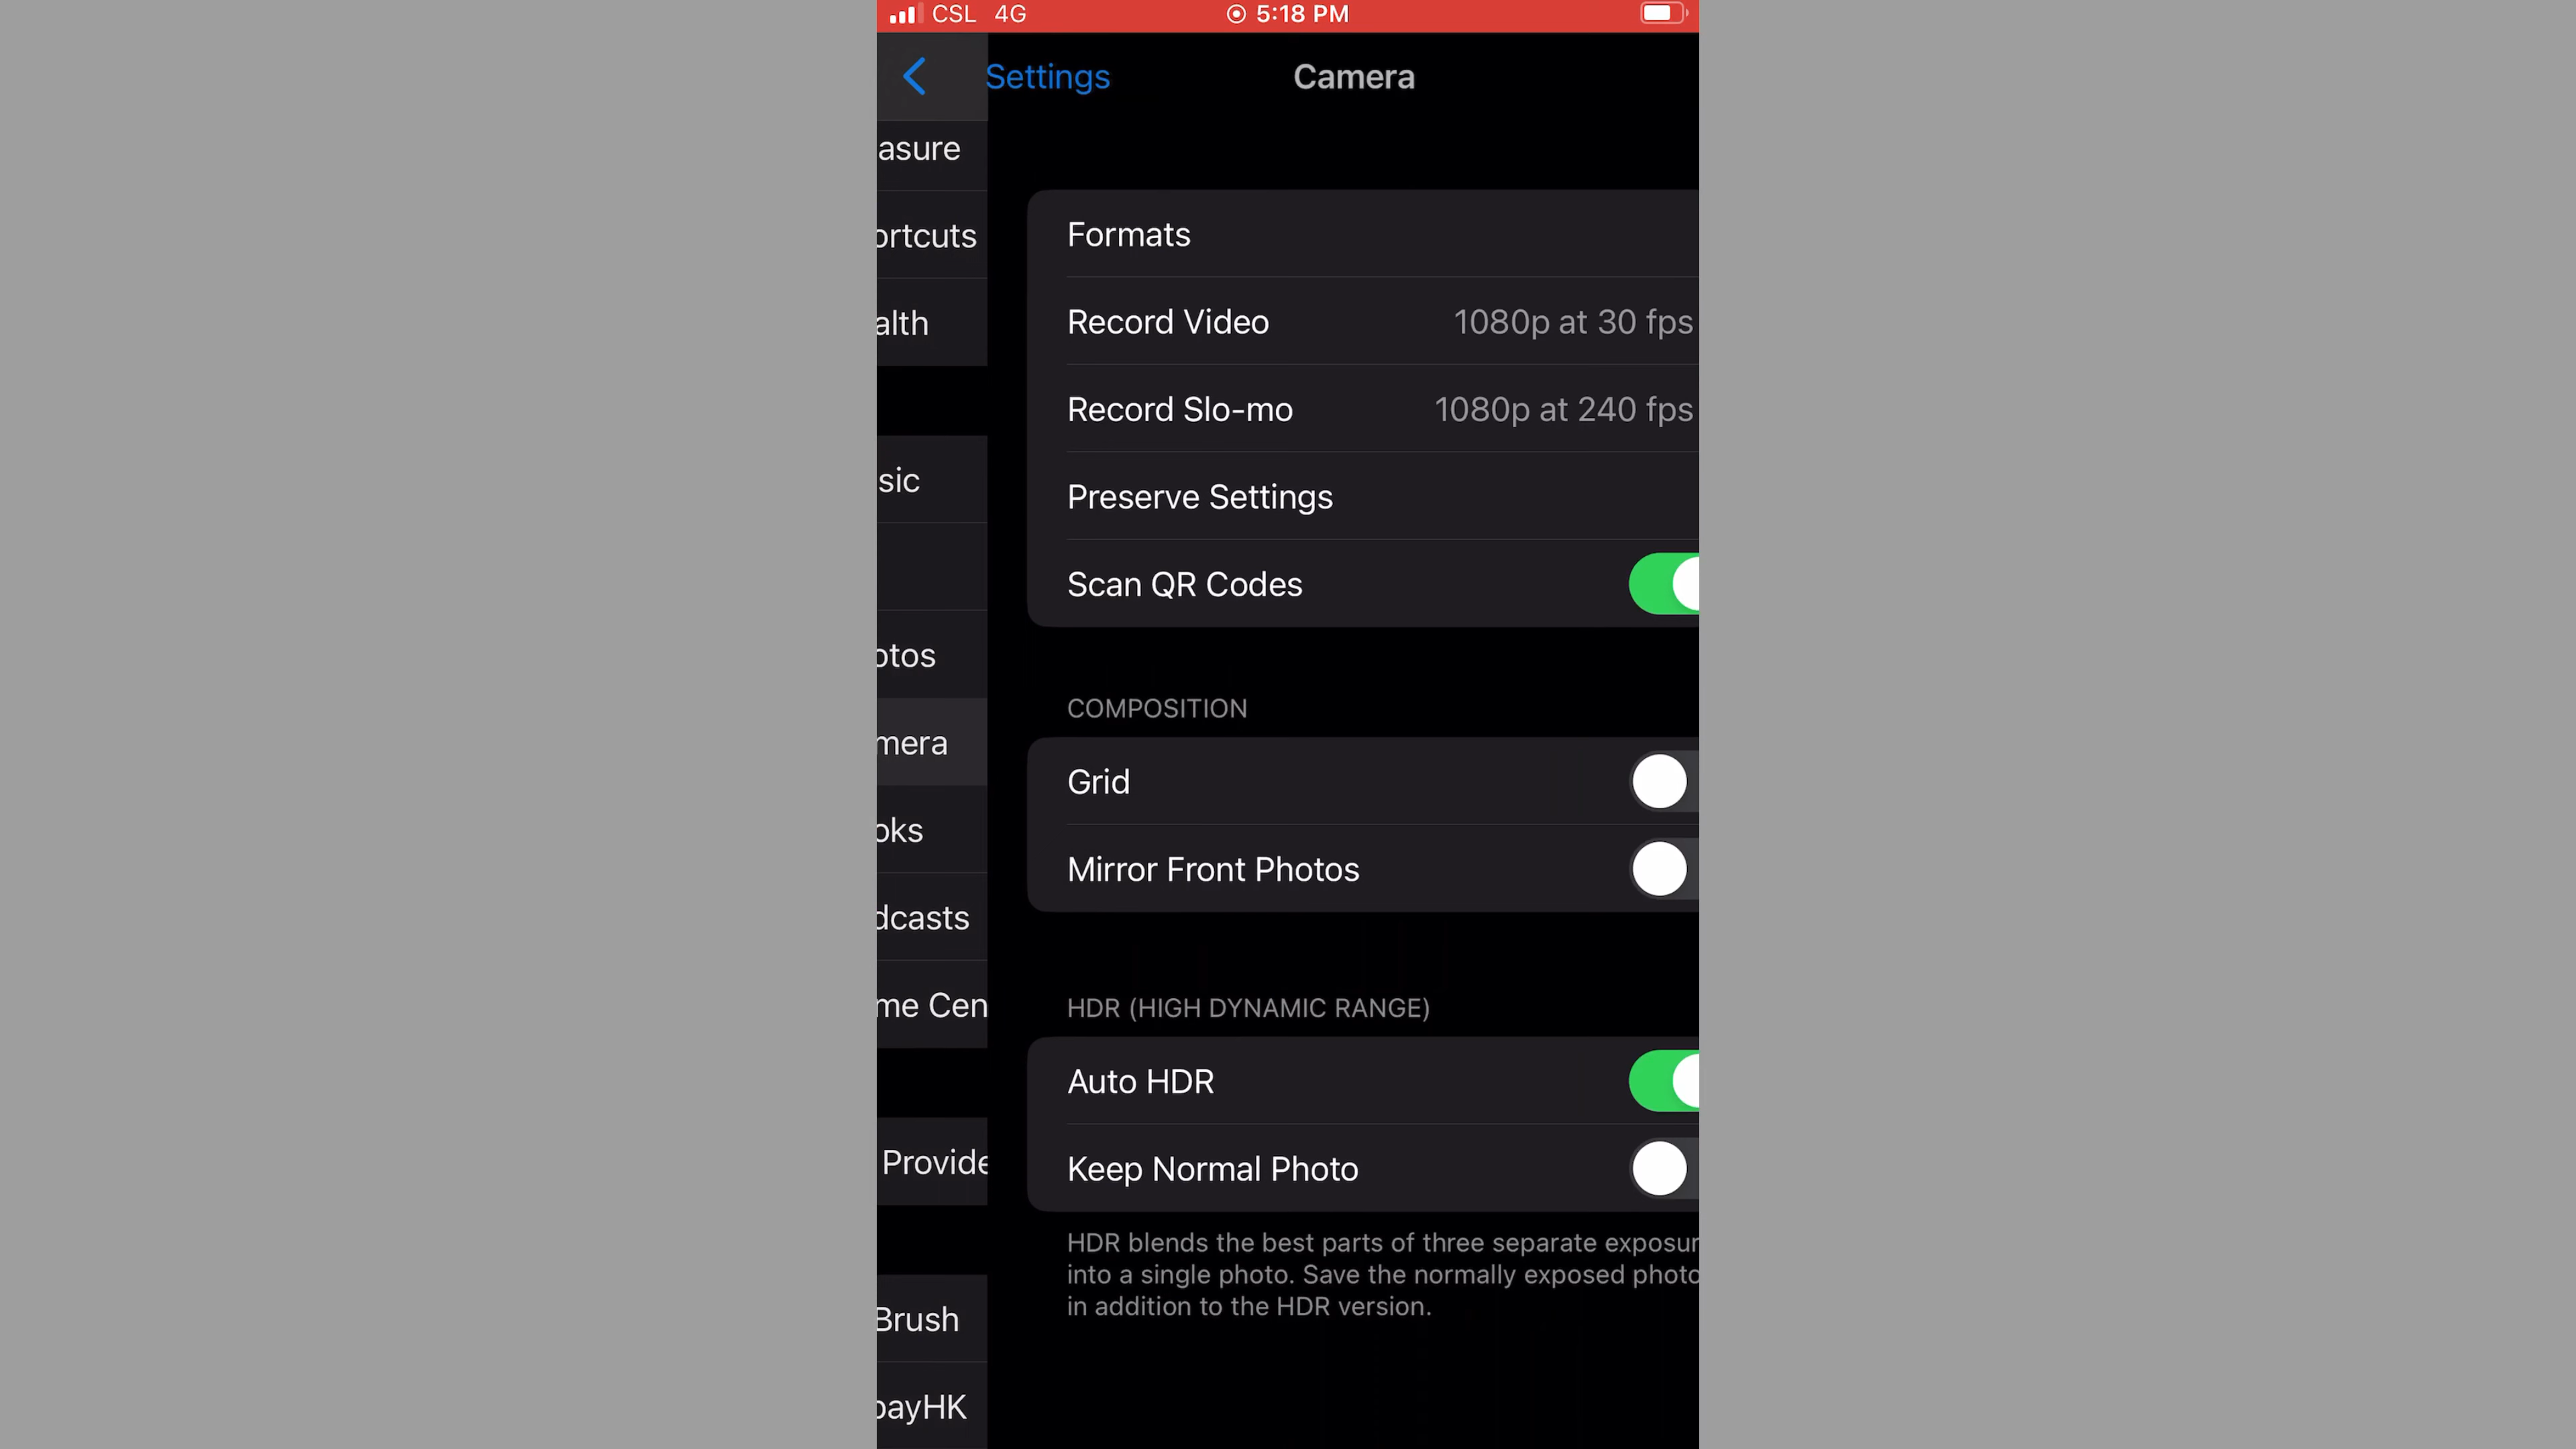 CSL 4G 5:18 PM
Settings Camera
asure
ortcuts
alth
sic
otos
mera
oks
dcasts
me Cen
Provide
Brush
payHK
Formats
Record Video 1080p at 30 fps
Record Slo-mo 1080p at 240 fps
Preserve Settings
Scan QR Codes
COMPOSITION
Grid
Mirror Front Photos
HDR (HIGH DYNAMIC RANGE)
Auto HDR
Keep Normal Photo
HDR blends the best parts of three separate exposur
into a single photo. Save the normally exposed photo
in addition to the HDR version.